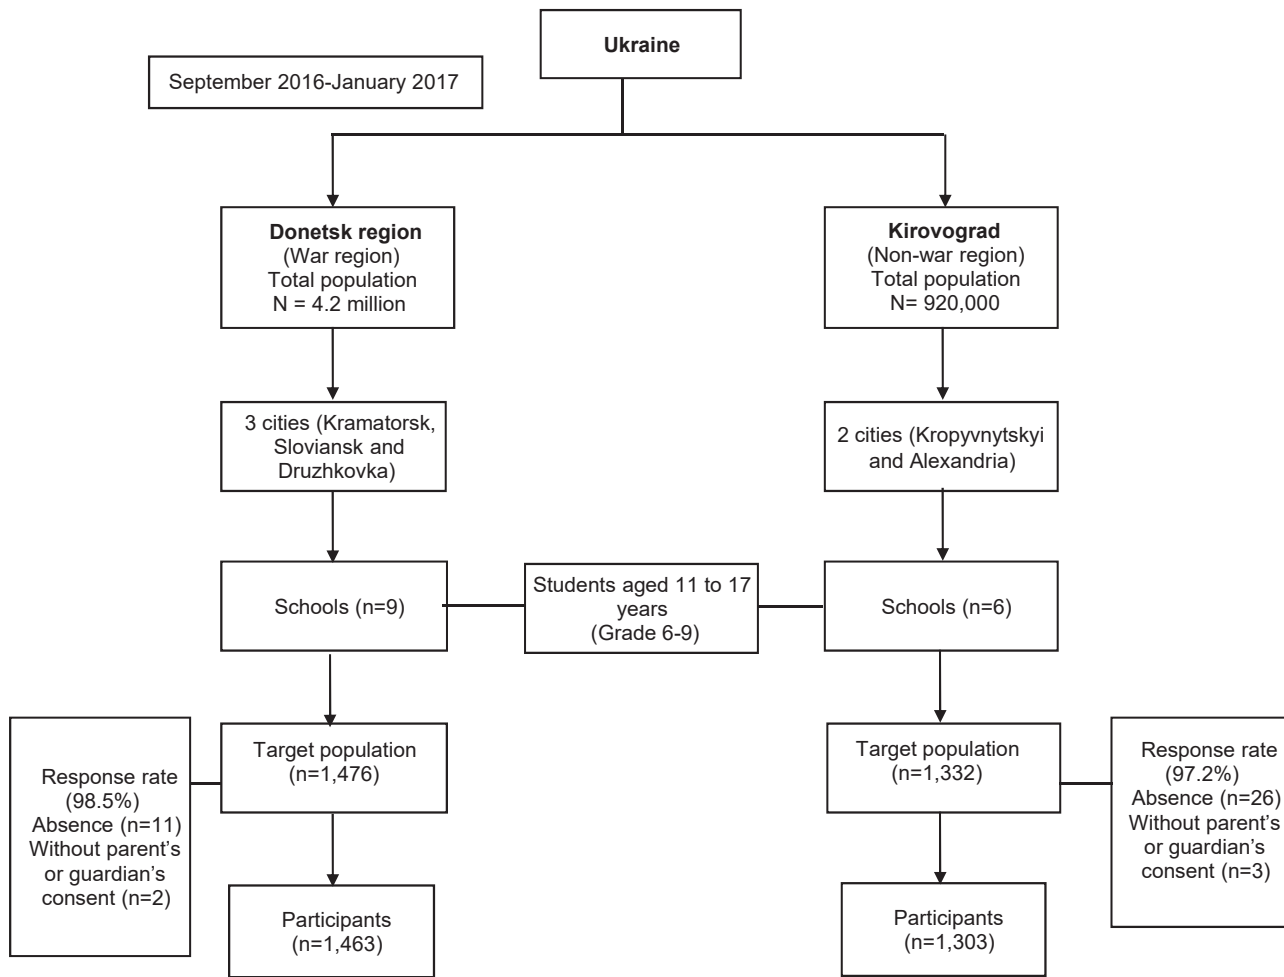 Ukraine
September 2016-January 2017
Donetsk region
(War region)
Total population
N = 4.2 million
Kirovograd
(Non-war region)
Total population
N= 920,000
3 cities (Kramatorsk,
Sloviansk and
Druzhkovka)
2 cities (Kropyvnytskyi
and Alexandria)
Schools (n=9)
Students aged 11 to 17
years
(Grade 6-9)
Schools (n=6)
Response rate
(98.5%)
Absence (n=11)
Without parent's
or guardian's
consent (n=2)
Target population
(n=1,476)
Target population
(n=1,332)
Response rate
(97.2%)
Absence (n=26)
Without parent's
or guardian's
consent (n=3)
Participants
(n=1,463)
Participants
(n=1,303)